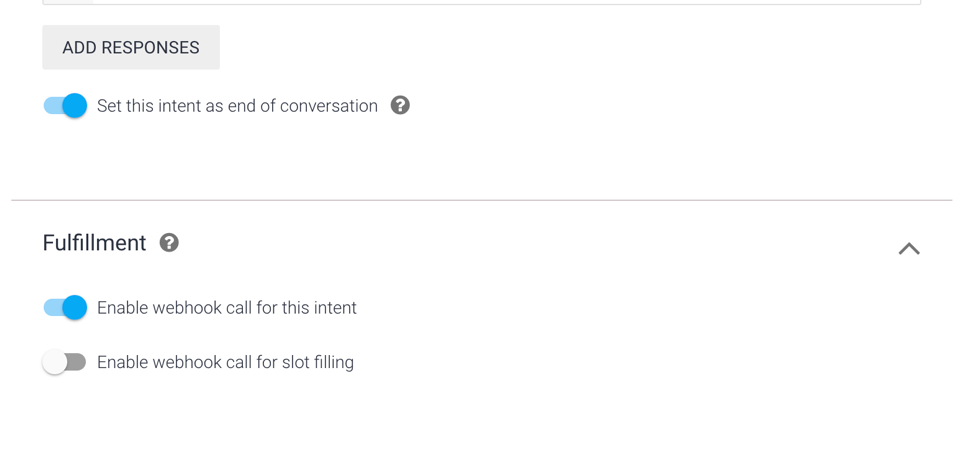 ADD RESPONSES
Set this intent as end of conversation
Fulfillment
Enable webhook call for this intent
Enable webhook call for slot filling